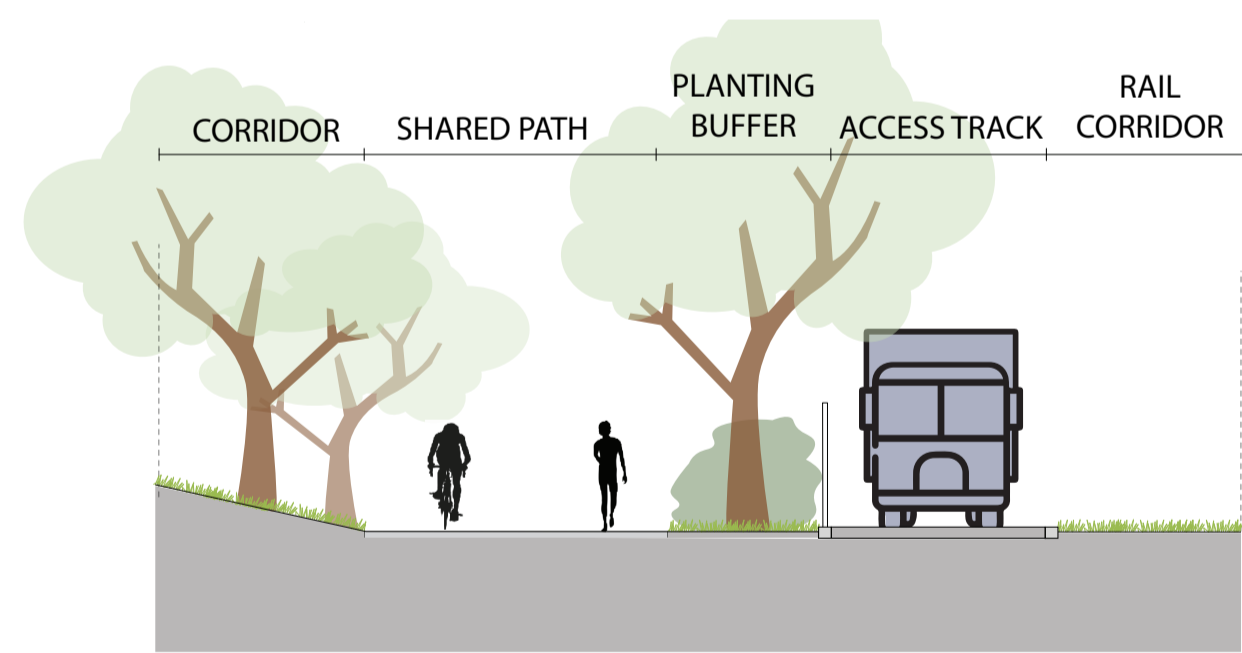 CORRIDOR
SHARED PATH
PLANTING
BUFFER
ACCESS TRACK
RAIL
CORRIDOR